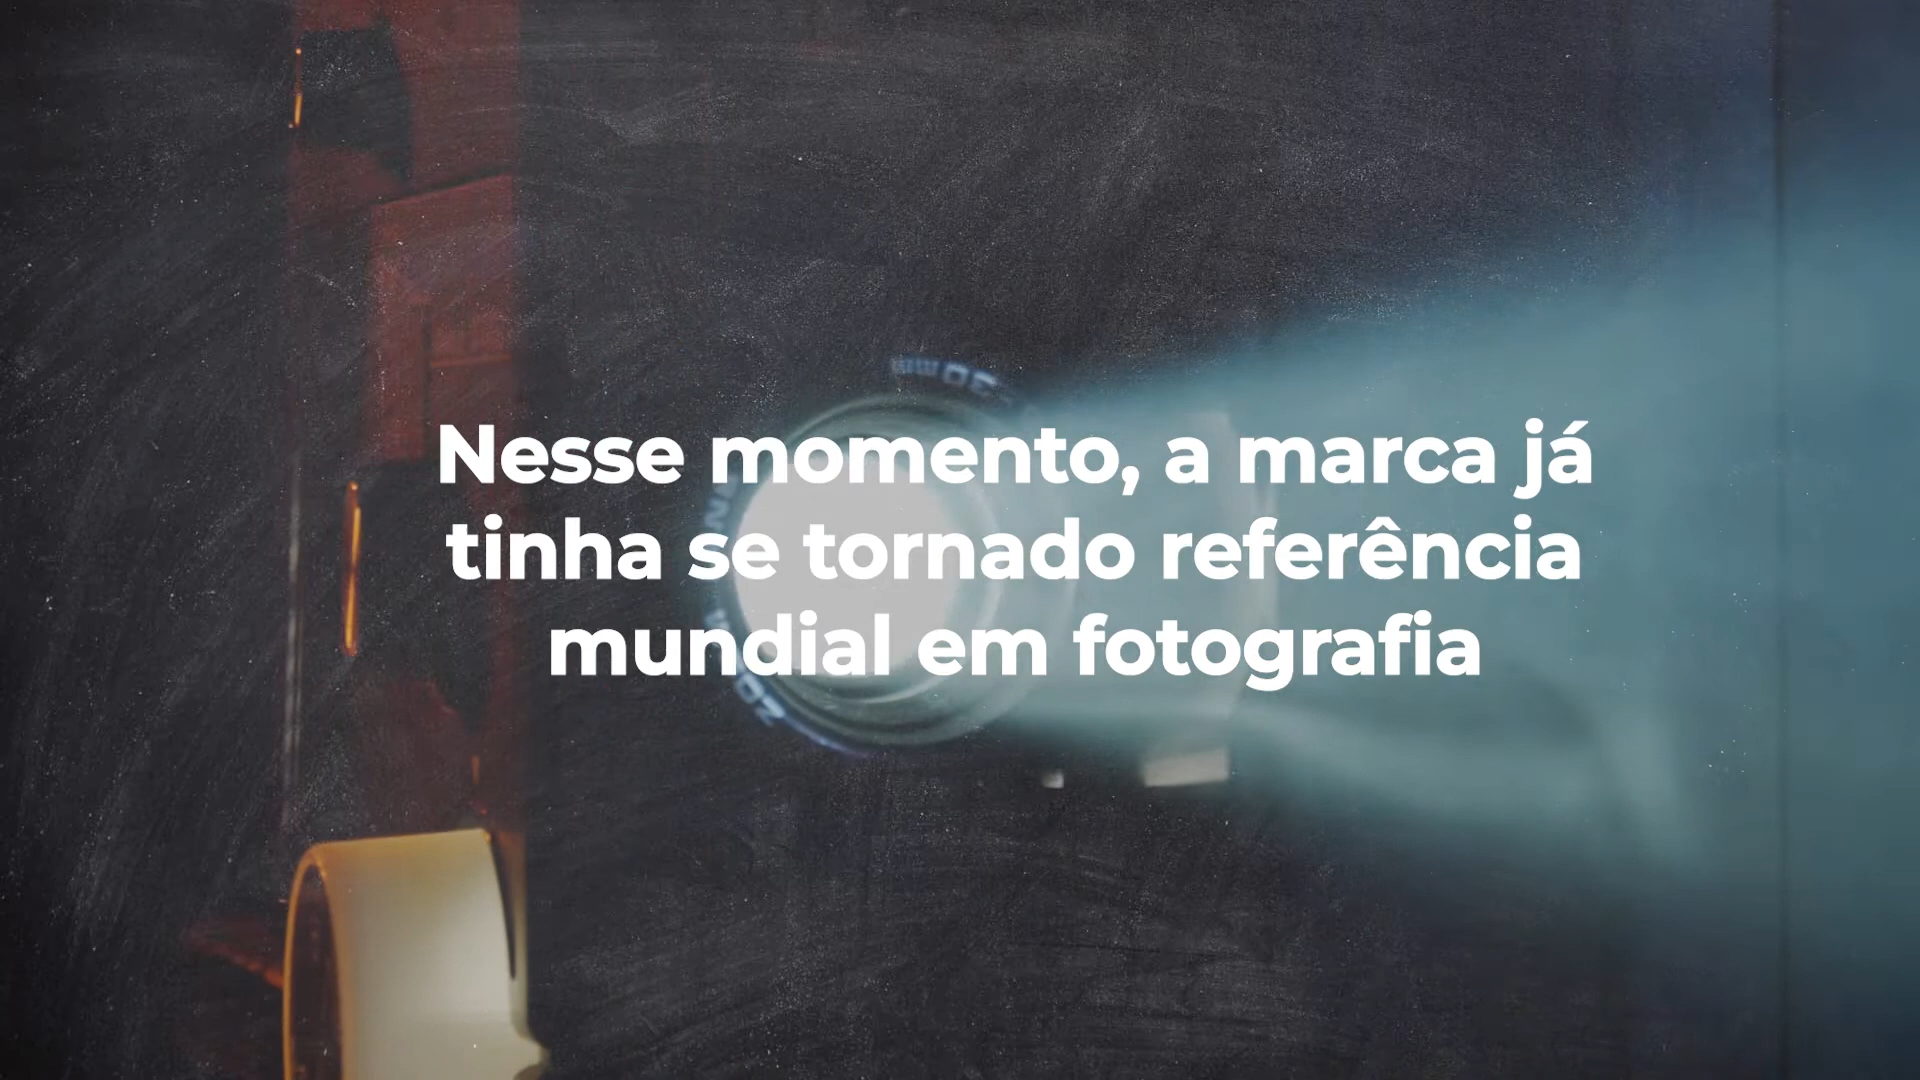 Nesse momento, a marca já
tinha se tornado referência
mundial em fotografia